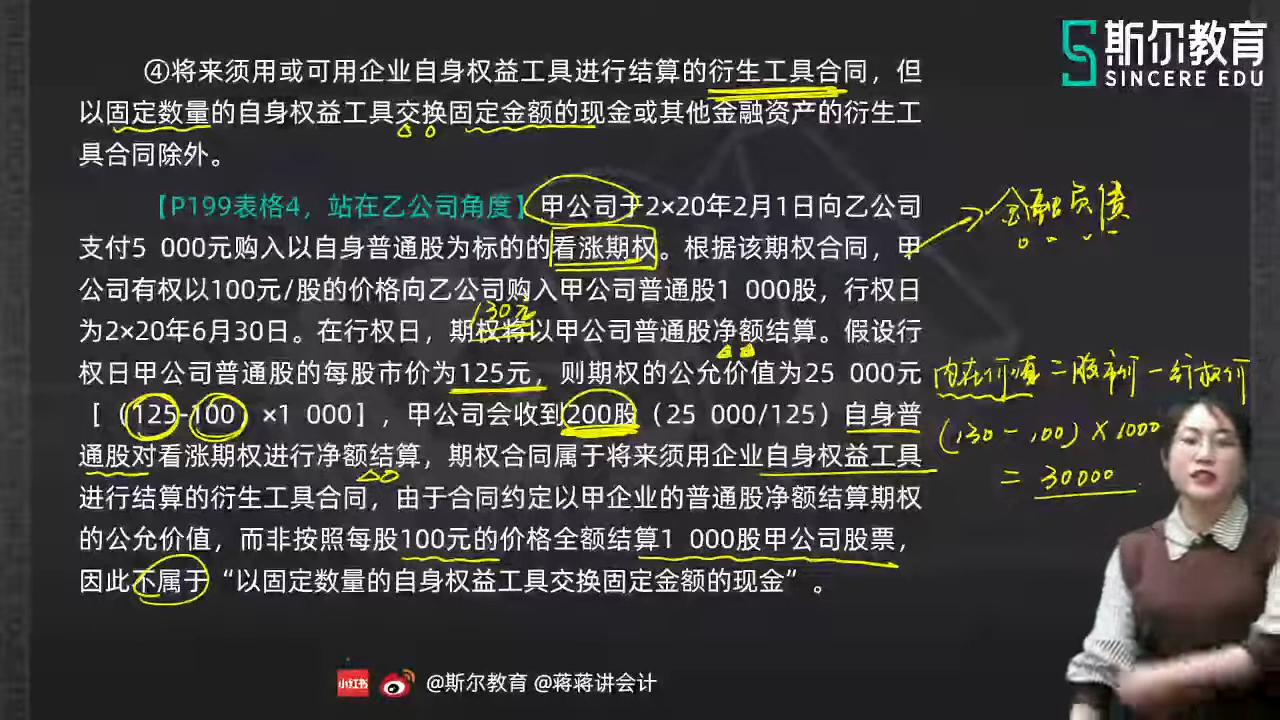 斯尔教育
SINCERE EDU
④将来须用或可用企业自身权益工具进行结算的衍生工具合同，但
以固定数量的自身权益工具交换固定金额的现金或其他金融资产的衍生工
具合同除外。
【P199表格4，站在乙公司角度】甲公司于2×20年2月1日向乙公司
支付5 000元购入以自身普通股为标的的看涨期权。根据该期权合同，甲
公司有权以100元/股的价格向乙公司购入甲公司普通股1 000股，行权日
为2×20年6月30日。在行权日，期权将以甲公司普通股净额结算。假设行
权日甲公司普通股的每股市价为125元，则期权的公允价值为25 000元
[（125-100）×1 000]，甲公司会收到200股（25 000/125）自身普
通股对看涨期权进行净额结算，期权合同属于将来须用企业自身权益工具
进行结算的衍生工具合同，由于合同约定以甲企业的普通股净额结算期权
的公允价值，而非按照每股100元的价格全额结算1 000股甲公司股票，
因此不属于“以固定数量的自身权益工具交换固定金额的现金”。
130元
金融负债
内在价值=股市价-行权价
(130-100)×1000
=30000
小红书
@斯尔教育 @蒋蒋讲会计